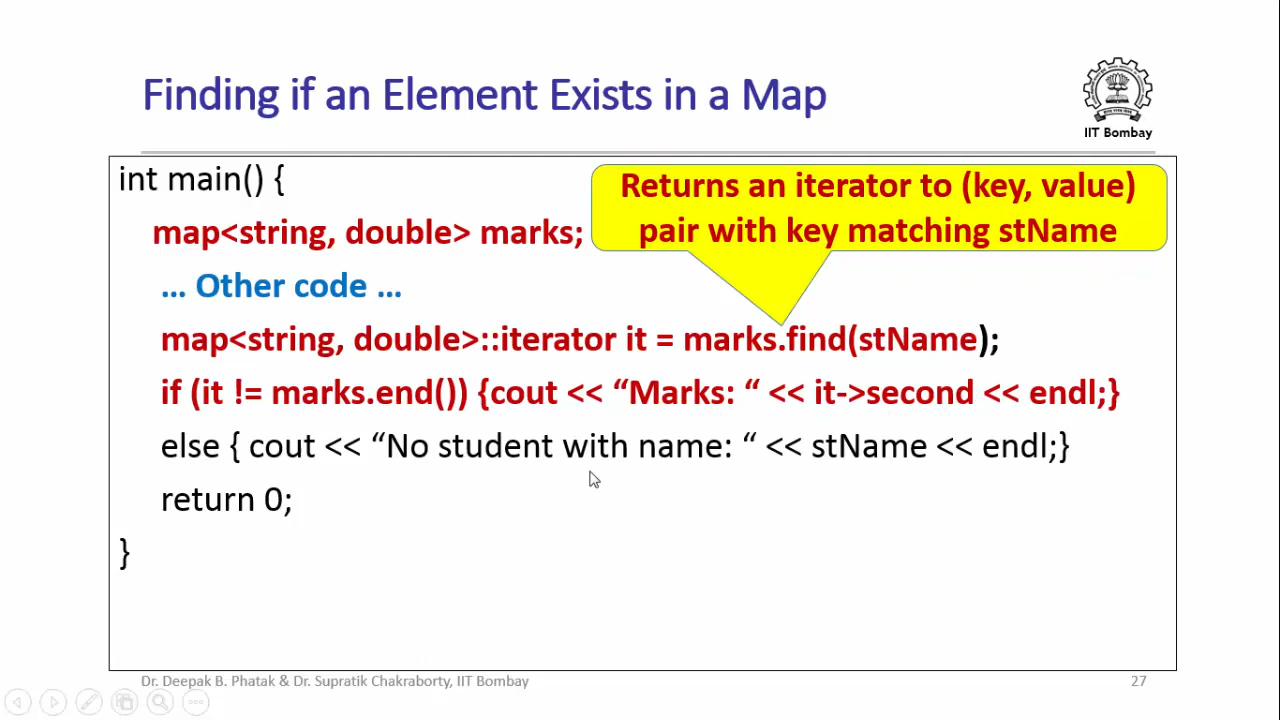 Finding if an Element Exists in a Map
IIT Bombay
int main() {
Returns an iterator to (key, value)
pair with key matching stName
map<string, double> marks;
… Other code …
map<string, double>::iterator it = marks.find(stName);
if (it != marks.end()) {cout << “Marks: “ << it->second << endl;}
else { cout << “No student with name: “ << stName << endl;}
return 0;
}
Dr. Deepak B. Phatak & Dr. Supratik Chakraborty, IIT Bombay
27